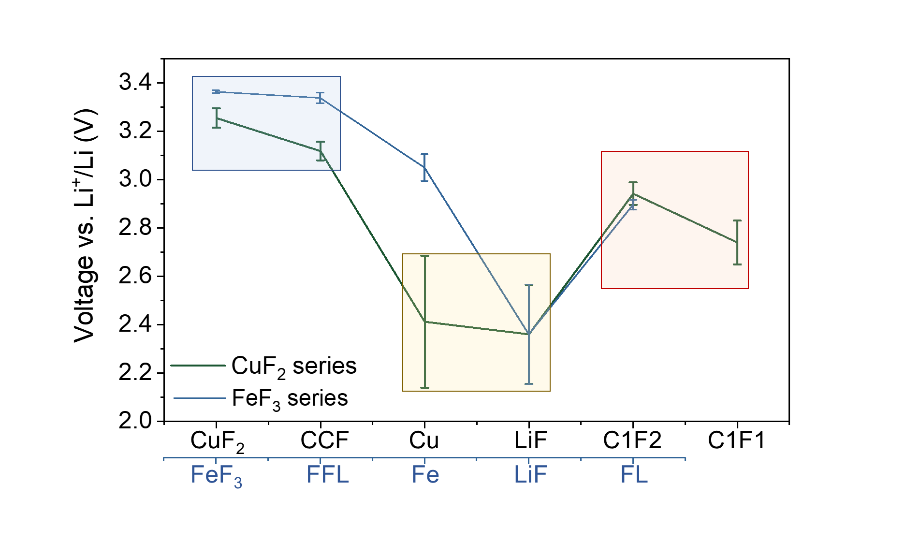 Voltage vs. Li⁺/Li (V)
3.4
3.2
3.0
2.8
2.6
2.4
2.2
2.0
CuF₂ series
FeF₃ series
CuF₂ CCF Cu LiF C1F2 C1F1
FeF₃ FFL Fe LiF FL